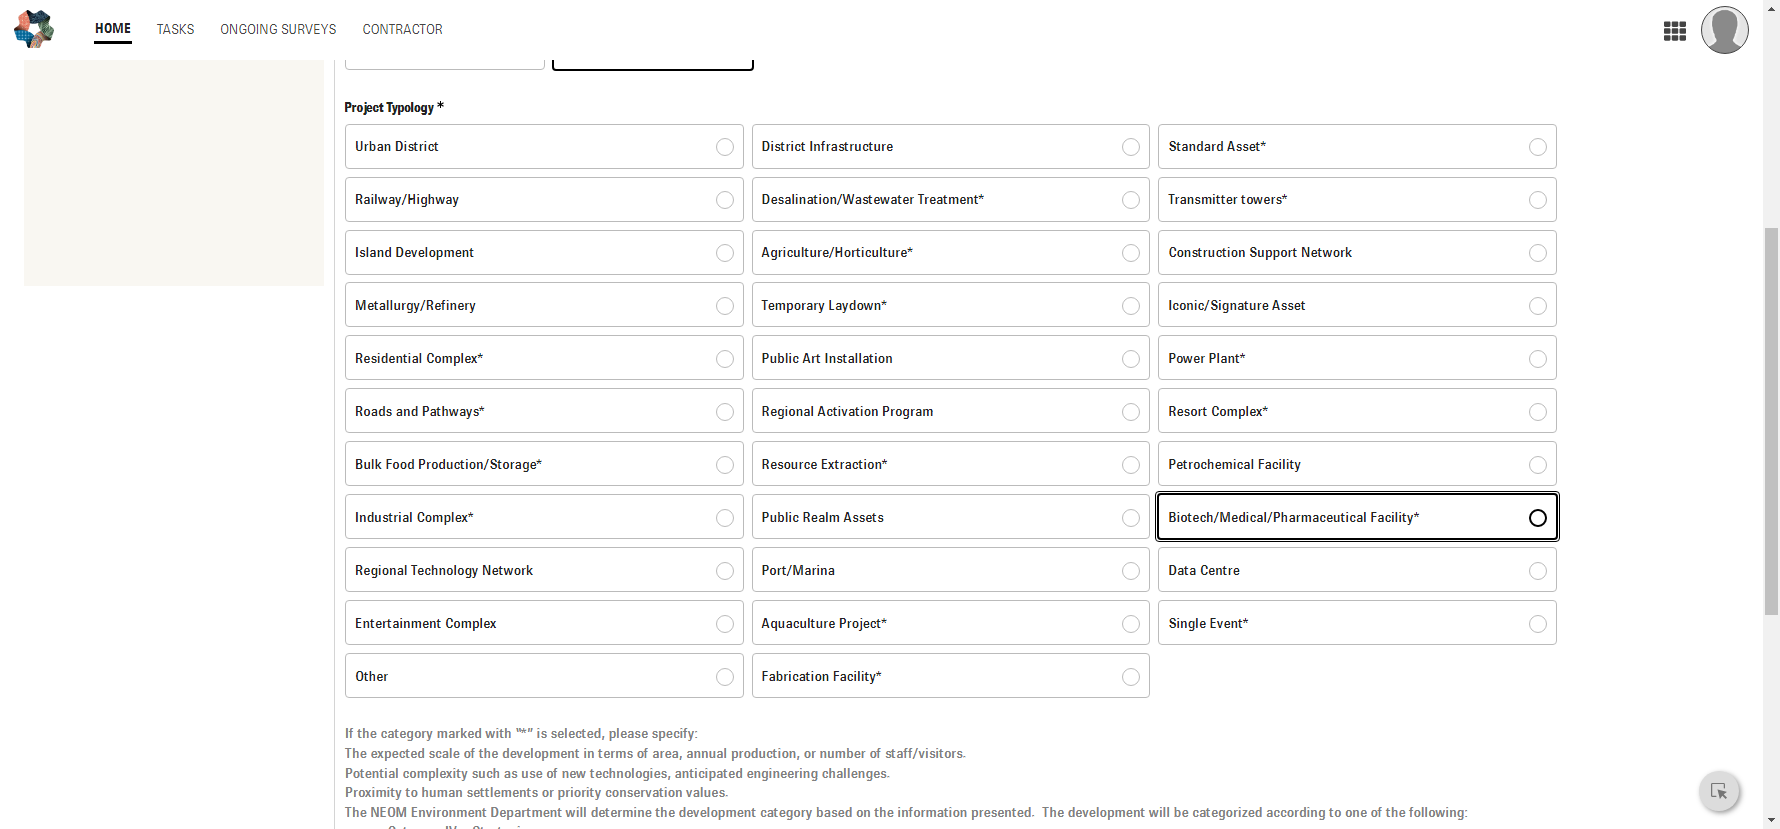 HOME TASKS ONGOING SURVEYS CONTRACTOR
Project Typology *
Urban District District Infrastructure Standard Asset*
Railway/Highway Desalination/Wastewater Treatment* Transmitter towers*
Island Development Agriculture/Horticulture* Construction Support Network
Metallurgy/Refinery Temporary Laydown* Iconic/Signature Asset
Residential Complex* Public Art Installation Power Plant*
Roads and Pathways* Regional Activation Program Resort Complex*
Bulk Food Production/Storage* Resource Extraction* Petrochemical Facility
Industrial Complex* Public Realm Assets Biotech/Medical/Pharmaceutical Facility*
Regional Technology Network Port/Marina Data Centre
Entertainment Complex Aquaculture Project* Single Event*
Other Fabrication Facility*
If the category marked with "*" is selected, please specify:
The expected scale of the development in terms of area, annual production, or number of staff/visitors.
Potential complexity such as use of new technologies, anticipated engineering challenges.
Proximity to human settlements or priority conservation values.
The NEOM Environment Department will determine the development category based on the information presented. The development will be categorized according to one of the following: